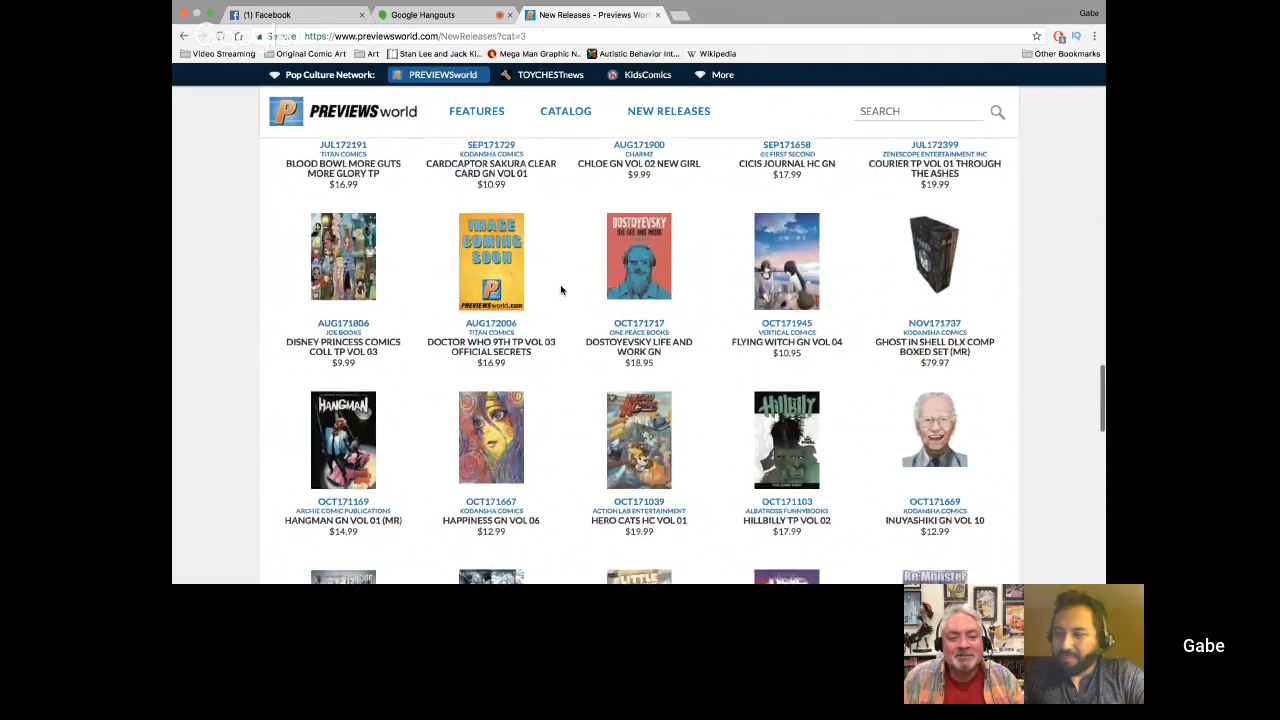 Facebook
Google Hangouts
New Releases - Previews Wor
Gabe
Secure
https://www.previewsworld.com/NewReleases?cat=3
Video Streaming
Original Comic Art
Art
Stan Lee and Jack Ki...
Mega Man Graphic N...
Autistic Behavior Int...
Wikipedia
Other Bookmarks
Pop Culture Network:
PREVIEWSworld
TOYCHESTnews
KidsComics
More
PREVIEWSworld
FEATURES
CATALOG
NEW RELEASES
SEARCH
JUL172191
TITAN COMICS
BLOOD BOWL MORE GUTS
MORE GLORY TP
$16.99
SEP171729
KODANSHA COMICS
CARDCAPTOR SAKURA CLEAR
CARD GN VOL 01
$10.99
AUG171900
CHARMZ
CHLOE GN VOL 02 NEW GIRL
$9.99
SEP171658
:01 FIRST SECOND
CICIS JOURNAL HC GN
$17.99
JUL172399
ZENESCOPE ENTERTAINMENT INC
COURIER TP VOL 01 THROUGH
THE ASHES
$19.99
IMAGE
COMING
SOON
PREVIEWSworld.com
DOSTOYEVSKY
THE LIFE AND WORK
AUG171806
JOE BOOKS
DISNEY PRINCESS COMICS
COLL TP VOL 03
$9.99
AUG172006
TITAN COMICS
DOCTOR WHO 9TH TP VOL 03
OFFICIAL SECRETS
$16.99
OCT171717
ONE PEACE BOOKS
DOSTOYEVSKY LIFE AND
WORK GN
$18.95
OCT171945
VERTICAL COMICS
FLYING WITCH GN VOL 04
$10.95
NOV171737
KODANSHA COMICS
GHOST IN SHELL DLX COMP
BOXED SET (MR)
$79.97
HANGMAN
Hillbilly
OCT171169
ARCHIE COMIC PUBLICATIONS
HANGMAN GN VOL 01 (MR)
$14.99
OCT171667
KODANSHA COMICS
HAPPINESS GN VOL 06
$12.99
OCT171039
ACTION LAB ENTERTAINMENT
HERO CATS HC VOL 01
$19.99
OCT171103
ALBATROSS FUNNYBOOKS
HILLBILLY TP VOL 02
$17.99
OCT171669
KODANSHA COMICS
INUYASHIKI GN VOL 10
$12.99
LITTLE
Re:Monster
Gabe